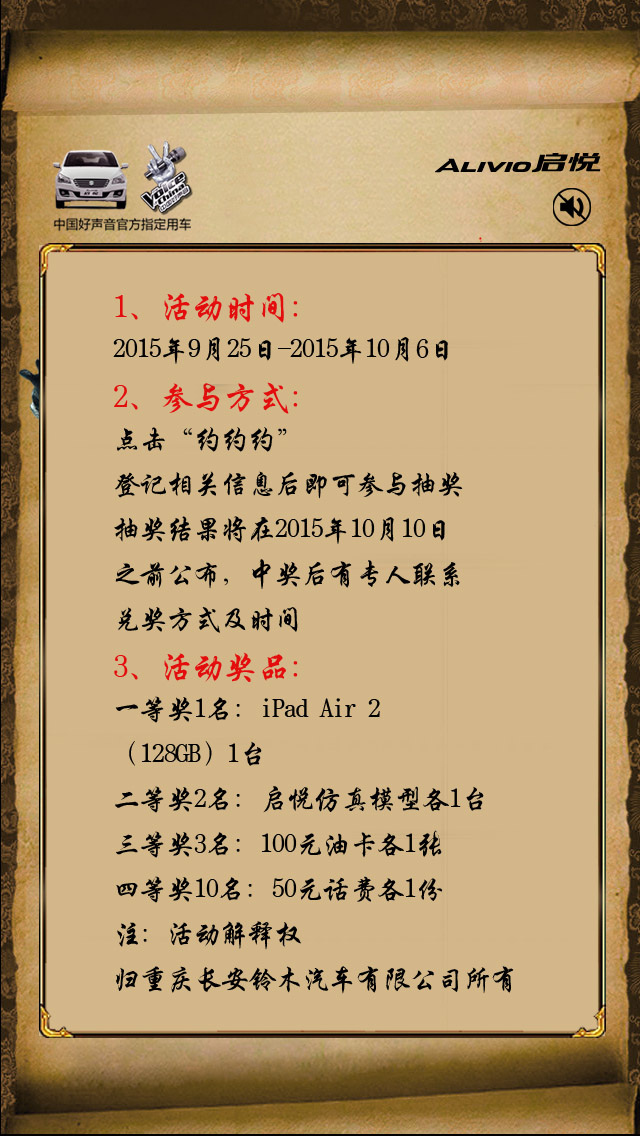 ALIVIO启悦
The
Voice
of China
中国好声音官方指定用车
1、活动时间：
2015年9月25日-2015年10月6日
2、参与方式：
点击“约约约”
登记相关信息后即可参与抽奖
抽奖结果将在2015年10月10日
之前公布，中奖后有专人联系
兑奖方式及时间
3、活动奖品：
一等奖1名：iPad Air 2
（128GB）1台
二等奖2名：启悦仿真模型各1台
三等奖3名：100元油卡各1张
四等奖10名：50元话费各1份
注：活动解释权
归重庆长安铃木汽车有限公司所有